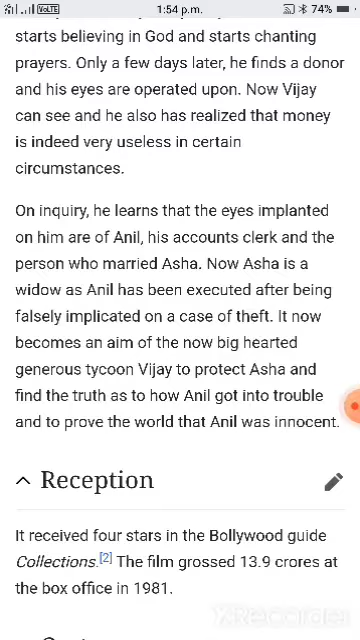 1:54 p.m.
VoLTE
74%
starts believing in God and starts chanting
prayers. Only a few days later, he finds a donor
and his eyes are operated upon. Now Vijay
can see and he also has realized that money
is indeed very useless in certain
circumstances.
On inquiry, he learns that the eyes implanted
on him are of Anil, his accounts clerk and the
person who married Asha. Now Asha is a
widow as Anil has been executed after being
falsely implicated on a case of theft. It now
becomes an aim of the now big hearted
generous tycoon Vijay to protect Asha and
find the truth as to how Anil got into trouble
and to prove the world that Anil was innocent.
Reception
It received four stars in the Bollywood guide
Collections.[2] The film grossed 13.9 crores at
the box office in 1981.
XRecorder